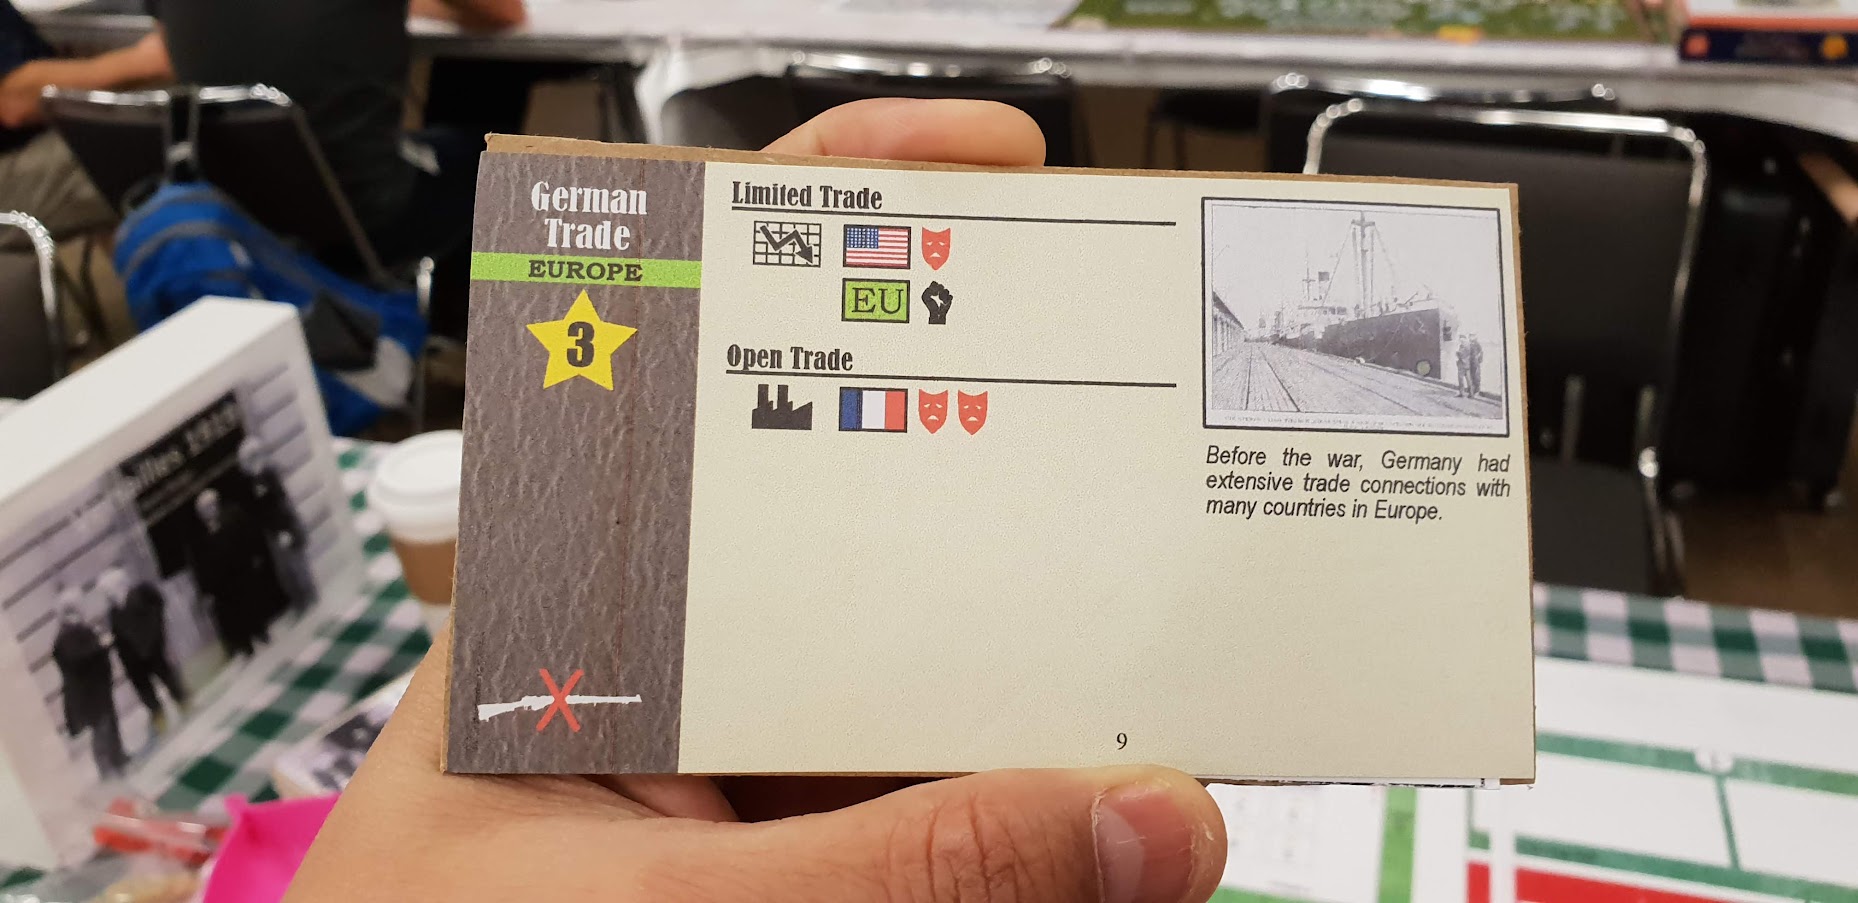 German
Trade
EUROPE
3
Limited Trade
EU
Open Trade
Before the war, Germany had
extensive trade connections with
many countries in Europe.
9
1919